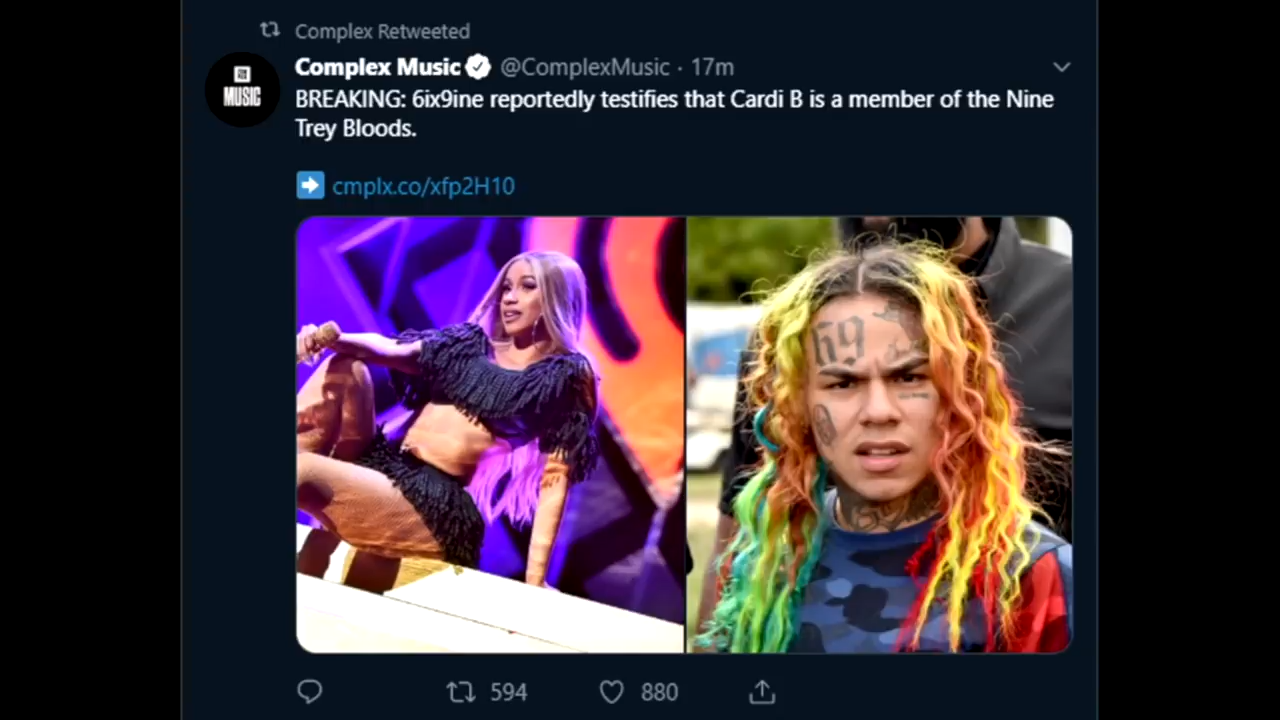 Complex Retweeted
Complex Music @ComplexMusic · 17m
MUSIC
BREAKING: 6ix9ine reportedly testifies that Cardi B is a member of the Nine
Trey Bloods.
cmplx.co/xfp2H10
69
594 880